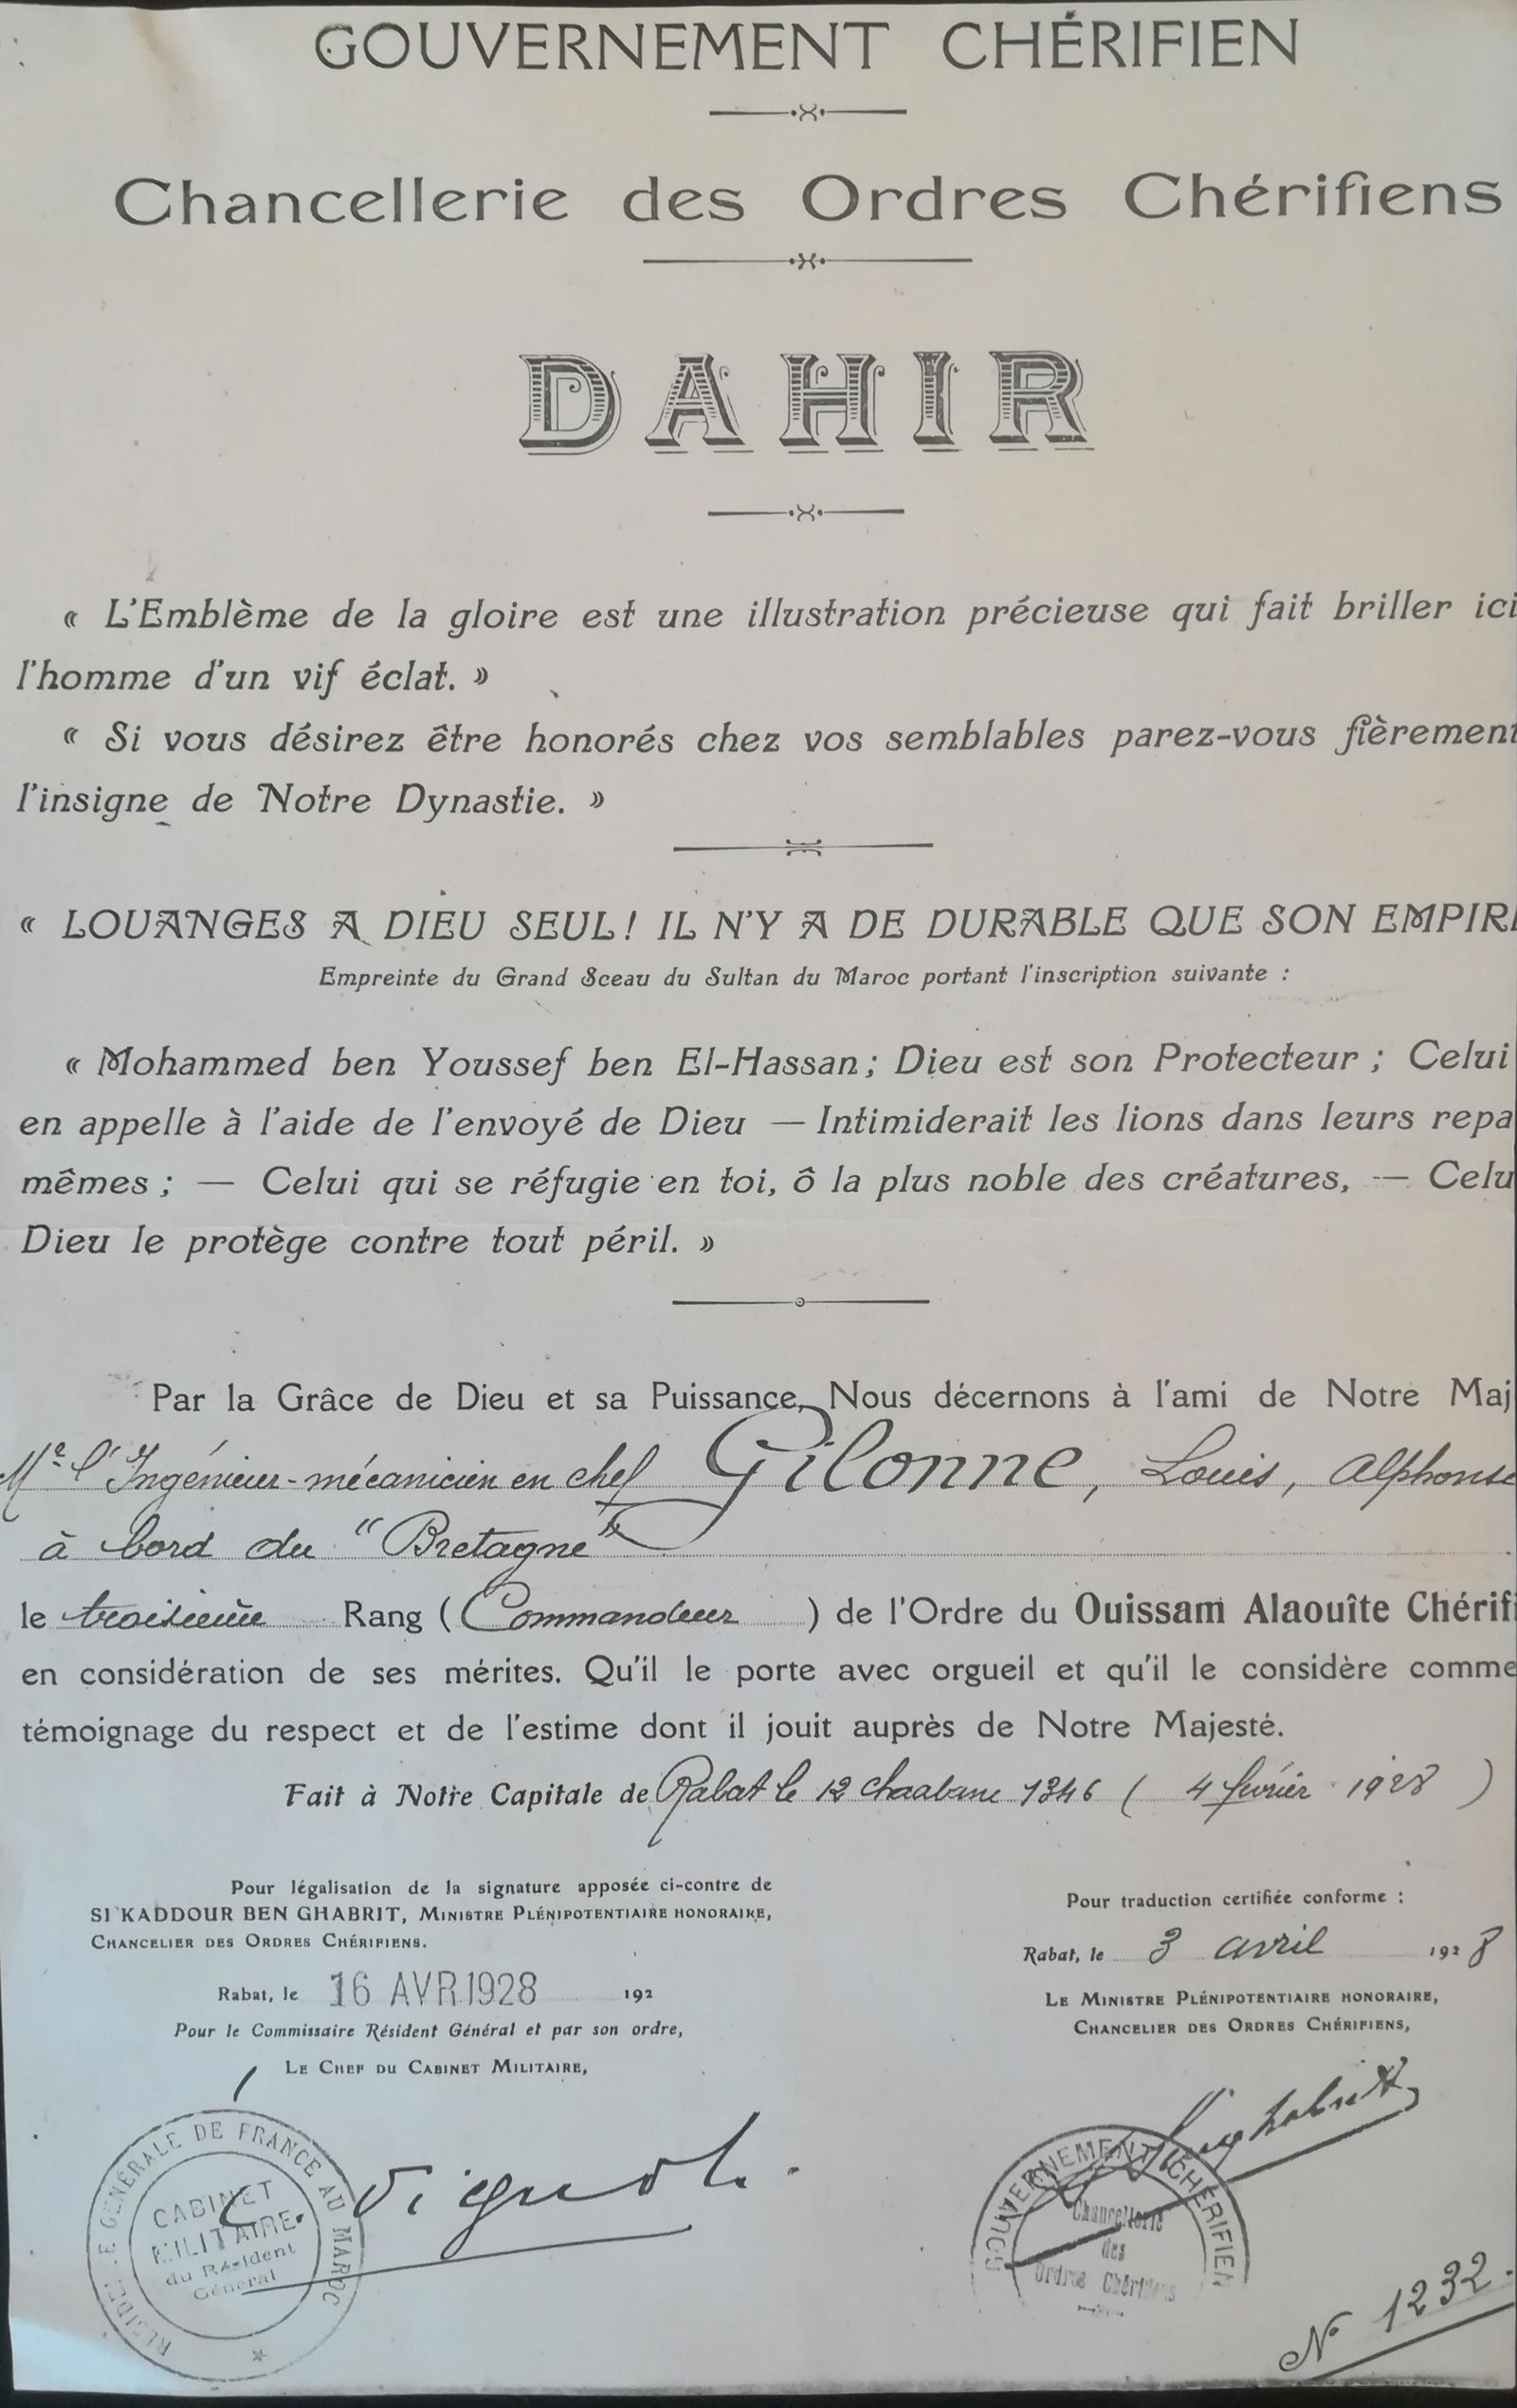 GOUVERNEMENT CHÉRIFIEN
Chancellerie des Ordres Chérifiens
DAHIR
« L'Emblème de la gloire est une illustration précieuse qui fait briller ici
l'homme d'un vif éclat. »
« Si vous désirez être honorés chez vos semblables parez-vous fièrement
l'insigne de Notre Dynastie. »
« LOUANGES A DIEU SEUL! IL N'Y A DE DURABLE QUE SON EMPIR
Empreinte du Grand Sceau du Sultan du Maroc portant l'inscription suivante :
« Mohammed ben Youssef ben El-Hassan; Dieu est son Protecteur; Celui
en appelle à l'aide de l'envoyé de Dieu — Intimiderait les lions dans leurs repa
mêmes; — Celui qui se réfugie en toi, ô la plus noble des créatures, — Celu
Dieu le protège contre tout péril. »
Par la Grâce de Dieu et sa Puissance, Nous décernons à l'ami de Notre Maj
Mr l'Ingénieur-mécanicien en chef Gilonne, Louis, Alphonse
à bord du "Bretagne"
le troisième Rang (Commandeur) de l'Ordre du Ouissam Alaouîte Chérifi
en considération de ses mérites. Qu'il le porte avec orgueil et qu'il le considère comme
témoignage du respect et de l'estime dont il jouit auprès de Notre Majesté.
Fait à Notre Capitale de Rabat le 12 chaabane 1346 ( 4 février 1928 )
Pour légalisation de la signature apposée ci-contre de
SI KADDOUR BEN GHABRIT, MINISTRE PLÉNIPOTENTIAIRE HONORAIRE,
CHANCELIER DES ORDRES CHÉRIFIENS.
Rabat, le 16 AVR 1928 192
Pour le Commissaire Résident Général et par son ordre,
LE CHEF DU CABINET MILITAIRE,
RÉSIDENCE GÉNÉRALE DE FRANCE AU MAROC
CABINET
MILITAIRE
du Résident
Général
Pour traduction certifiée conforme :
Rabat, le 3 avril 1928
LE MINISTRE PLÉNIPOTENTIAIRE HONORAIRE,
CHANCELIER DES ORDRES CHÉRIFIENS,
GOUVERNEMENT CHÉRIFIEN
Chancellerie
des
Ordres Chérifiens
N° 1232.